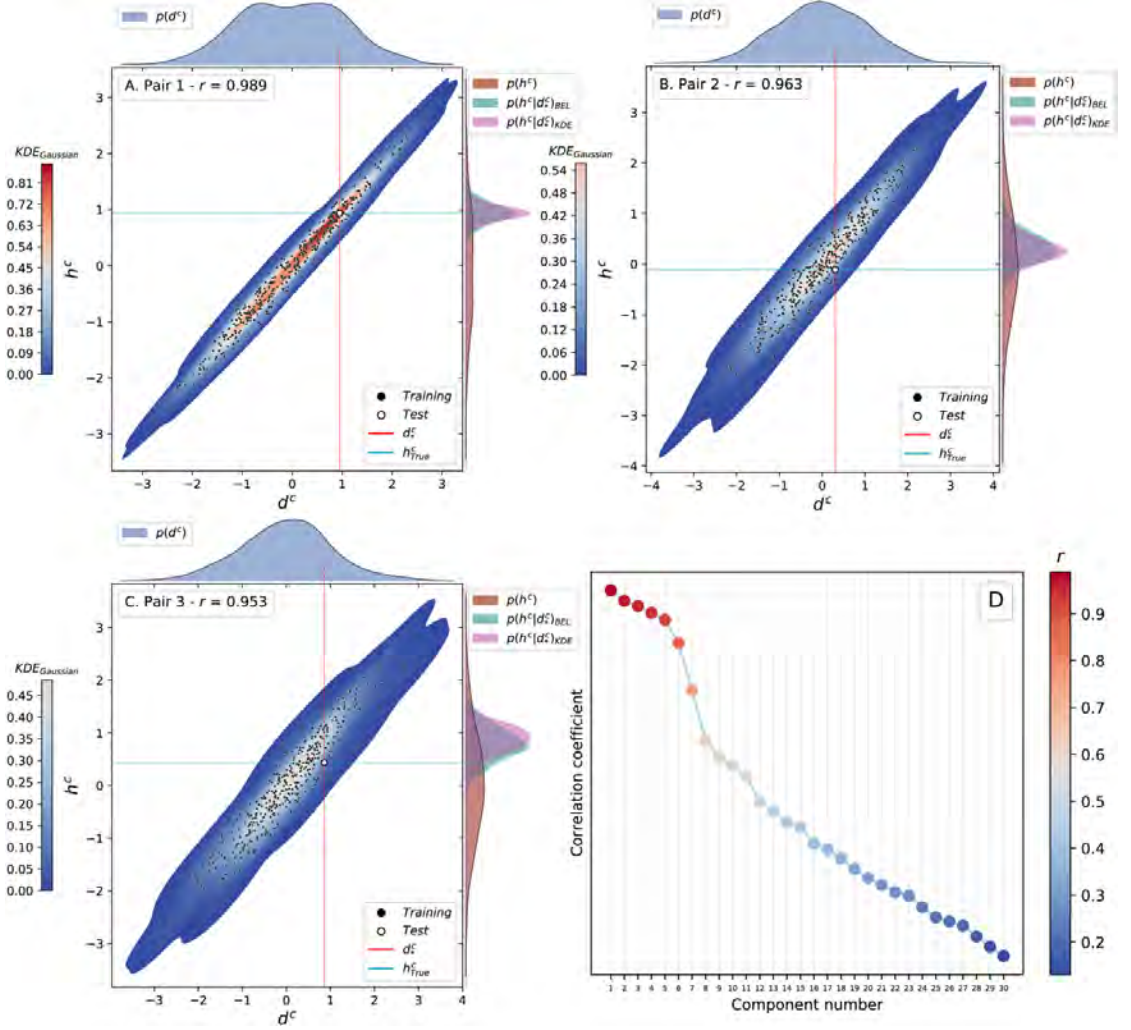 p(d^c)
A. Pair 1 - r = 0.989
p(h^c)
p(h^c|d^c_*)_BEL
p(h^c|d^c_*)_KDE
KDE_Gaussian
0.81
0.73
0.63
0.54
0.45
0.36
0.27
0.18
0.09
0.00
h^c
3
2
1
0
−1
−2
−3
Training
Test
d^c_*
h^c_True
−3 −2 −1 0 1 2 3
d^c
p(d^c)
B. Pair 2 - r = 0.963
p(h^c)
p(h^c|d^c_*)_BEL
p(h^c|d^c_*)_KDE
KDE_Gaussian
0.54
0.48
0.42
0.36
0.30
0.24
0.18
0.12
0.06
0.00
h^c
3
2
1
0
−1
−2
−3
−4
Training
Test
d^c_*
h^c_True
−4 −3 −2 −1 0 1 2 3 4
d^c
p(d^c)
C. Pair 3 - r = 0.953
p(h^c)
p(h^c|d^c_*)_BEL
p(h^c|d^c_*)_KDE
KDE_Gaussian
0.45
0.40
0.35
0.30
0.25
0.20
0.15
0.10
0.05
0.00
h^c
3
2
1
0
−1
−2
−3
Training
Test
d^c_*
h^c_True
−3 −2 −1 0 1 2 3 4
d^c
D
Correlation coefficient
1 2 3 4 5 6 7 8 9 10 11 12 13 14 15 16 17 18 19 20 21 22 23 24 25 26 27 28 29 30
Component number
r
0.9
0.8
0.7
0.6
0.5
0.4
0.3
0.2